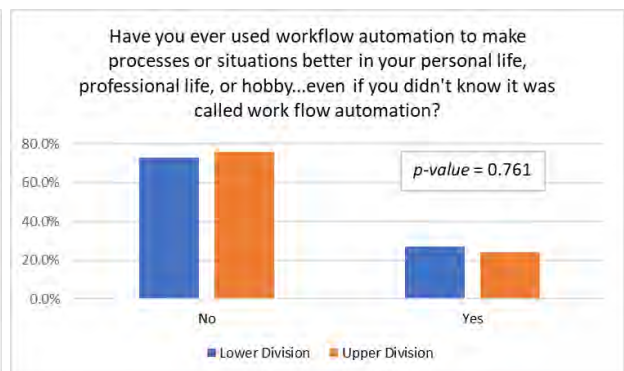 Have you ever used workflow automation to make
processes or situations better in your personal life,
professional life, or hobby...even if you didn't know it was
called work flow automation?
80.0%
p-value = 0.761
60.0%
40.0%
20.0%
0.0%
No Yes
Lower Division Upper Division